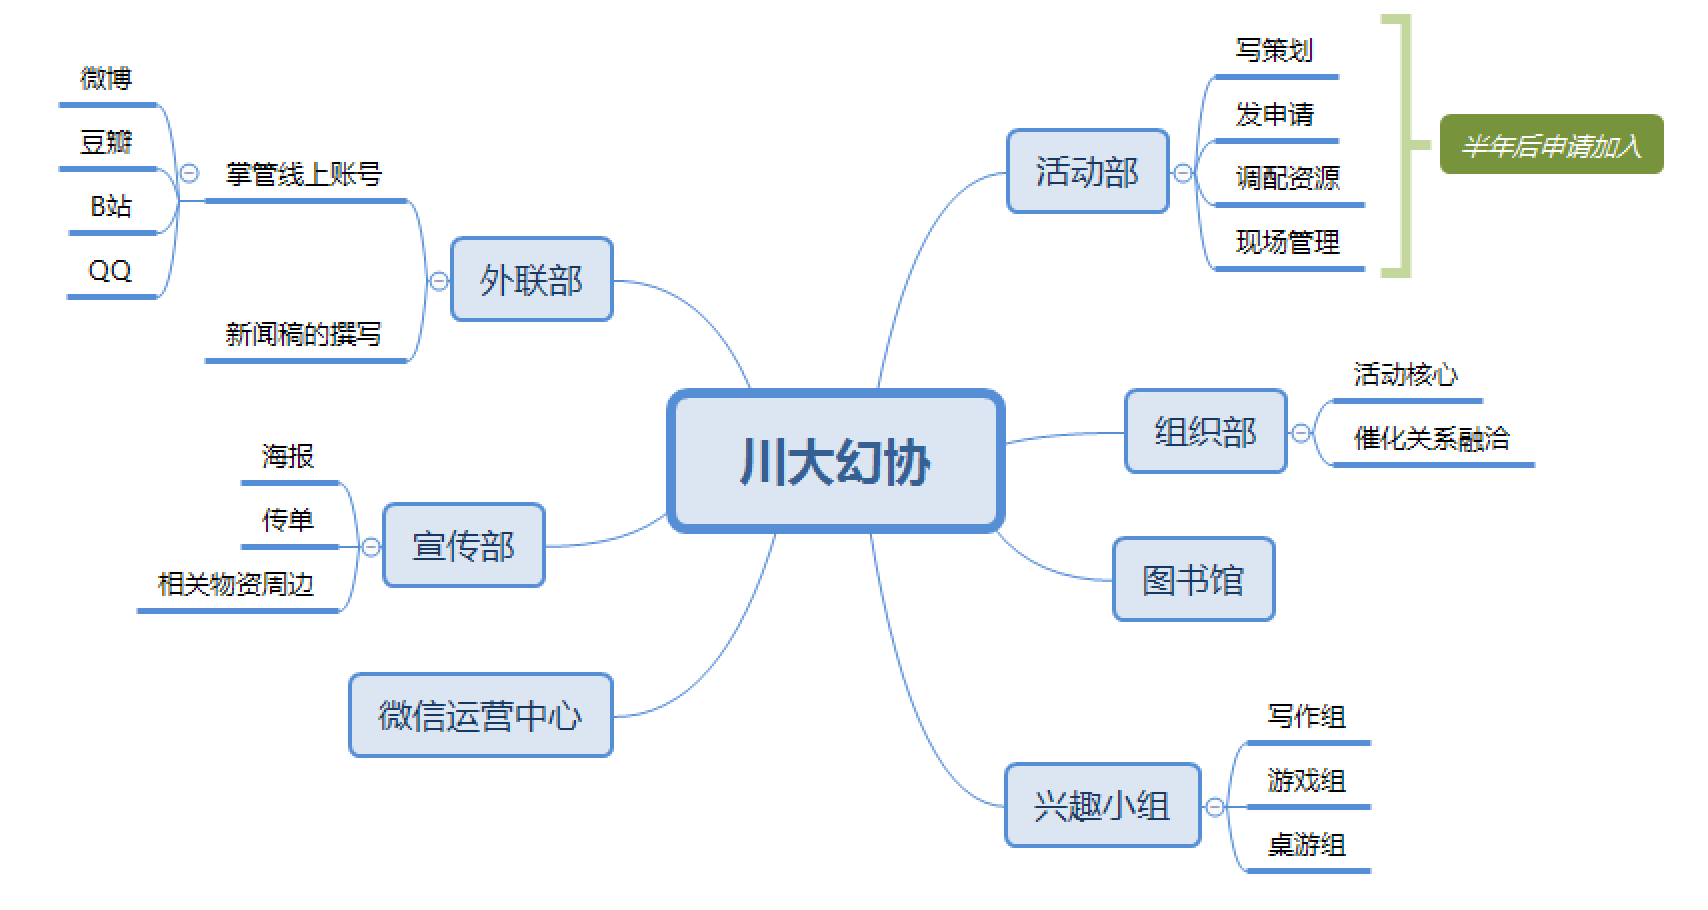 川大幻协
活动部
写策划
发申请
调配资源
现场管理
半年后申请加入
组织部
活动核心
催化关系融洽
图书馆
兴趣小组
写作组
游戏组
桌游组
外联部
掌管线上账号
微博
豆瓣
B站
QQ
新闻稿的撰写
宣传部
海报
传单
相关物资周边
微信运营中心